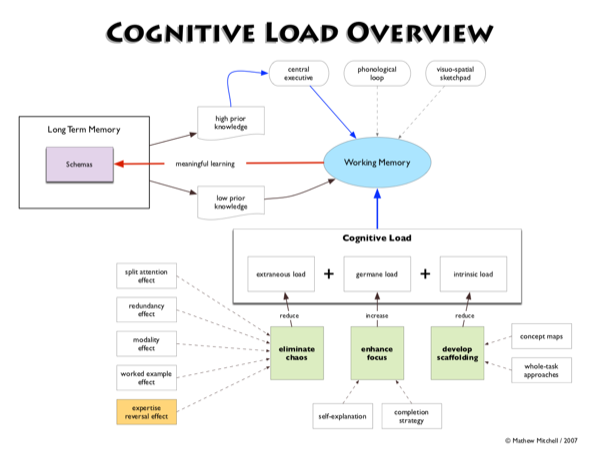 COGNITIVE LOAD OVERVIEW
central
executive
phonological
loop
visuo-spatial
sketchpad
high prior
knowledge
Long Term Memory
Schemas
meaningful learning
Working Memory
low prior
knowledge
Cognitive Load
extraneous load
+
germane load
+
intrinsic load
split attention
effect
redundancy
effect
modality
effect
worked example
effect
expertise
reversal effect
reduce
increase
reduce
eliminate
chaos
enhance
focus
develop
scaffolding
concept maps
whole-task
approaches
self-explanation
completion
strategy
© Mathew Mitchell / 2007